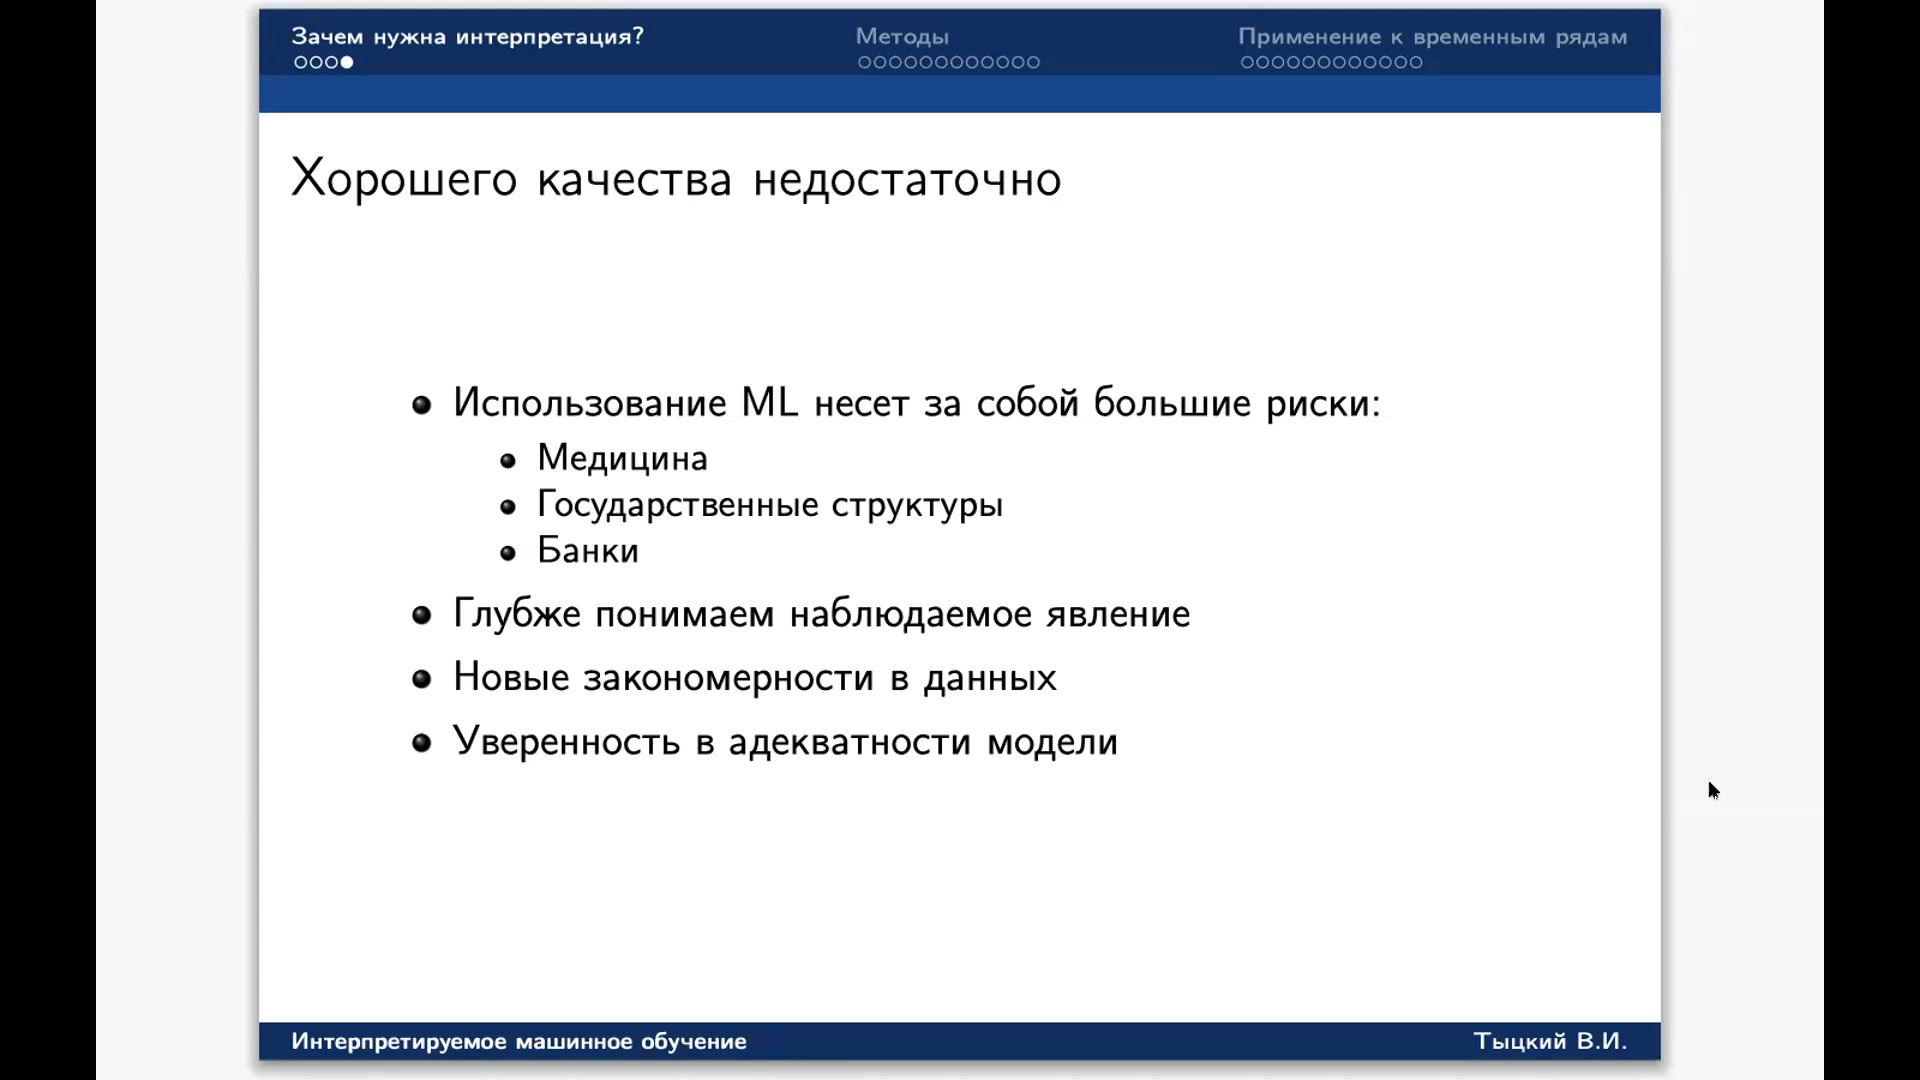 Зачем нужна интерпретация?
Методы
Применение к временным рядам
Хорошего качества недостаточно
Использование ML несет за собой большие риски:
Медицина
Государственные структуры
Банки
Глубже понимаем наблюдаемое явление
Новые закономерности в данных
Уверенность в адекватности модели
Интерпретируемое машинное обучение
Тыцкий В.И.